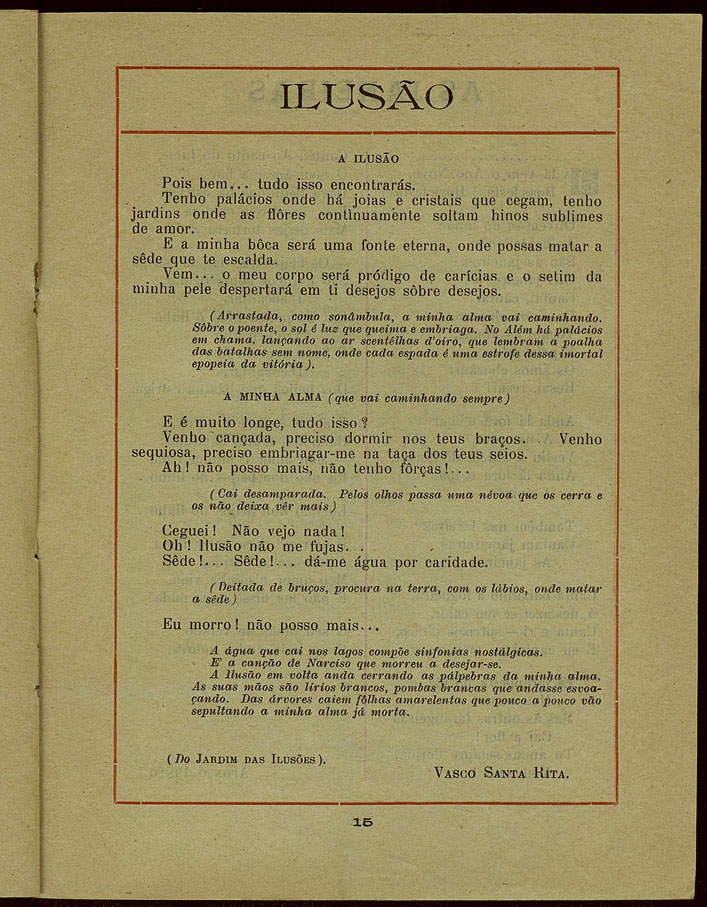 ILUSÃO
A ILUSÃO
Pois bem... tudo isso encontrarás.
Tenho palácios onde há joias e cristais que cegam, tenho
jardins onde as flôres continuamente soltam hinos sublimes
de amor.
E a minha bôca será uma fonte eterna, onde possas matar a
sêde que te escalda.
Vem... o meu corpo será pródigo de carícias e o setim da
minha pele despertará em ti desejos sôbre desejos.
(Arrastada, como sonâmbula, a minha alma vai caminhando.
Sôbre o poente, o sol é luz que queima e embriaga. No Além há palácios
em chama, lançando ao ar scentêlhas d'oiro, que lembram a poalha
das batalhas sem nome, onde cada espada é uma estrofe dessa imortal
epopeia da vitória).
A MINHA ALMA (que vai caminhando sempre)
E é muito longe, tudo isso?
Venho cançada, preciso dormir nos teus braços. . Venho
sequiosa, preciso embriagar-me na taça dos teus seios.
Ah! não posso mais, não tenho fôrças!...
(Cai desamparada. Pelos olhos passa uma névoa que os cerra e
os não deixa vêr mais)
Ceguei! Não vejo nada!
Oh! Ilusão não me fujas. .
Sêde!... Sêde!... dá-me água por caridade.
(Deitada de bruços, procura na terra, com os lábios, onde matar
a sêde)
Eu morro! não posso mais...
A água que cai nos lagos compõe sinfonias nostálgicas.
E' a canção de Narciso que morreu a desejar-se.
A Ilusão em volta anda cerrando as pálpebras da minha alma.
As suas mãos são lírios brancos, pombas brancas que andasse esvoa-
çando. Das árvores caiem fôlhas amarelentas que pouco a pouco vão
sepultando a minha alma já morta.
(Do JARDIM DAS ILUSÕES).
VASCO SANTA RITA.
15